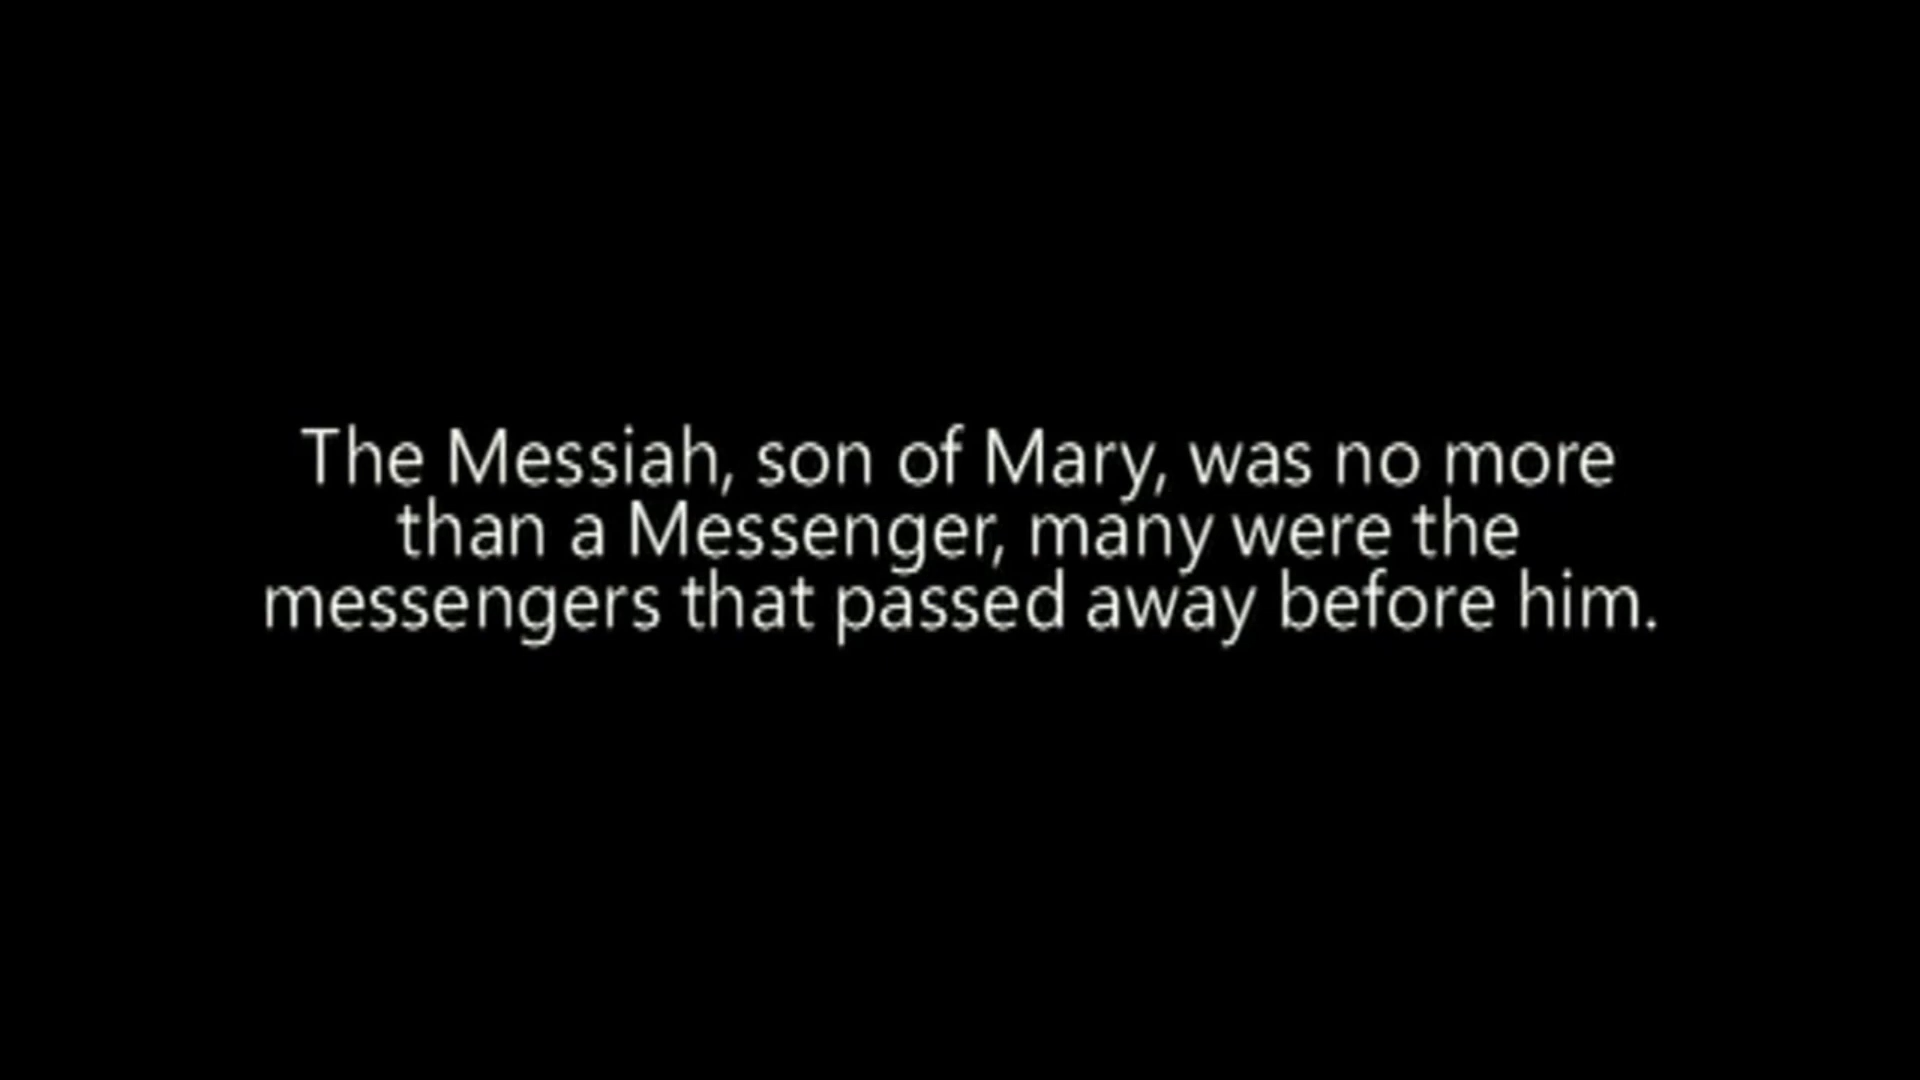 The Messiah, son of Mary, was no more
than a Messenger, many were the
messengers that passed away before him.